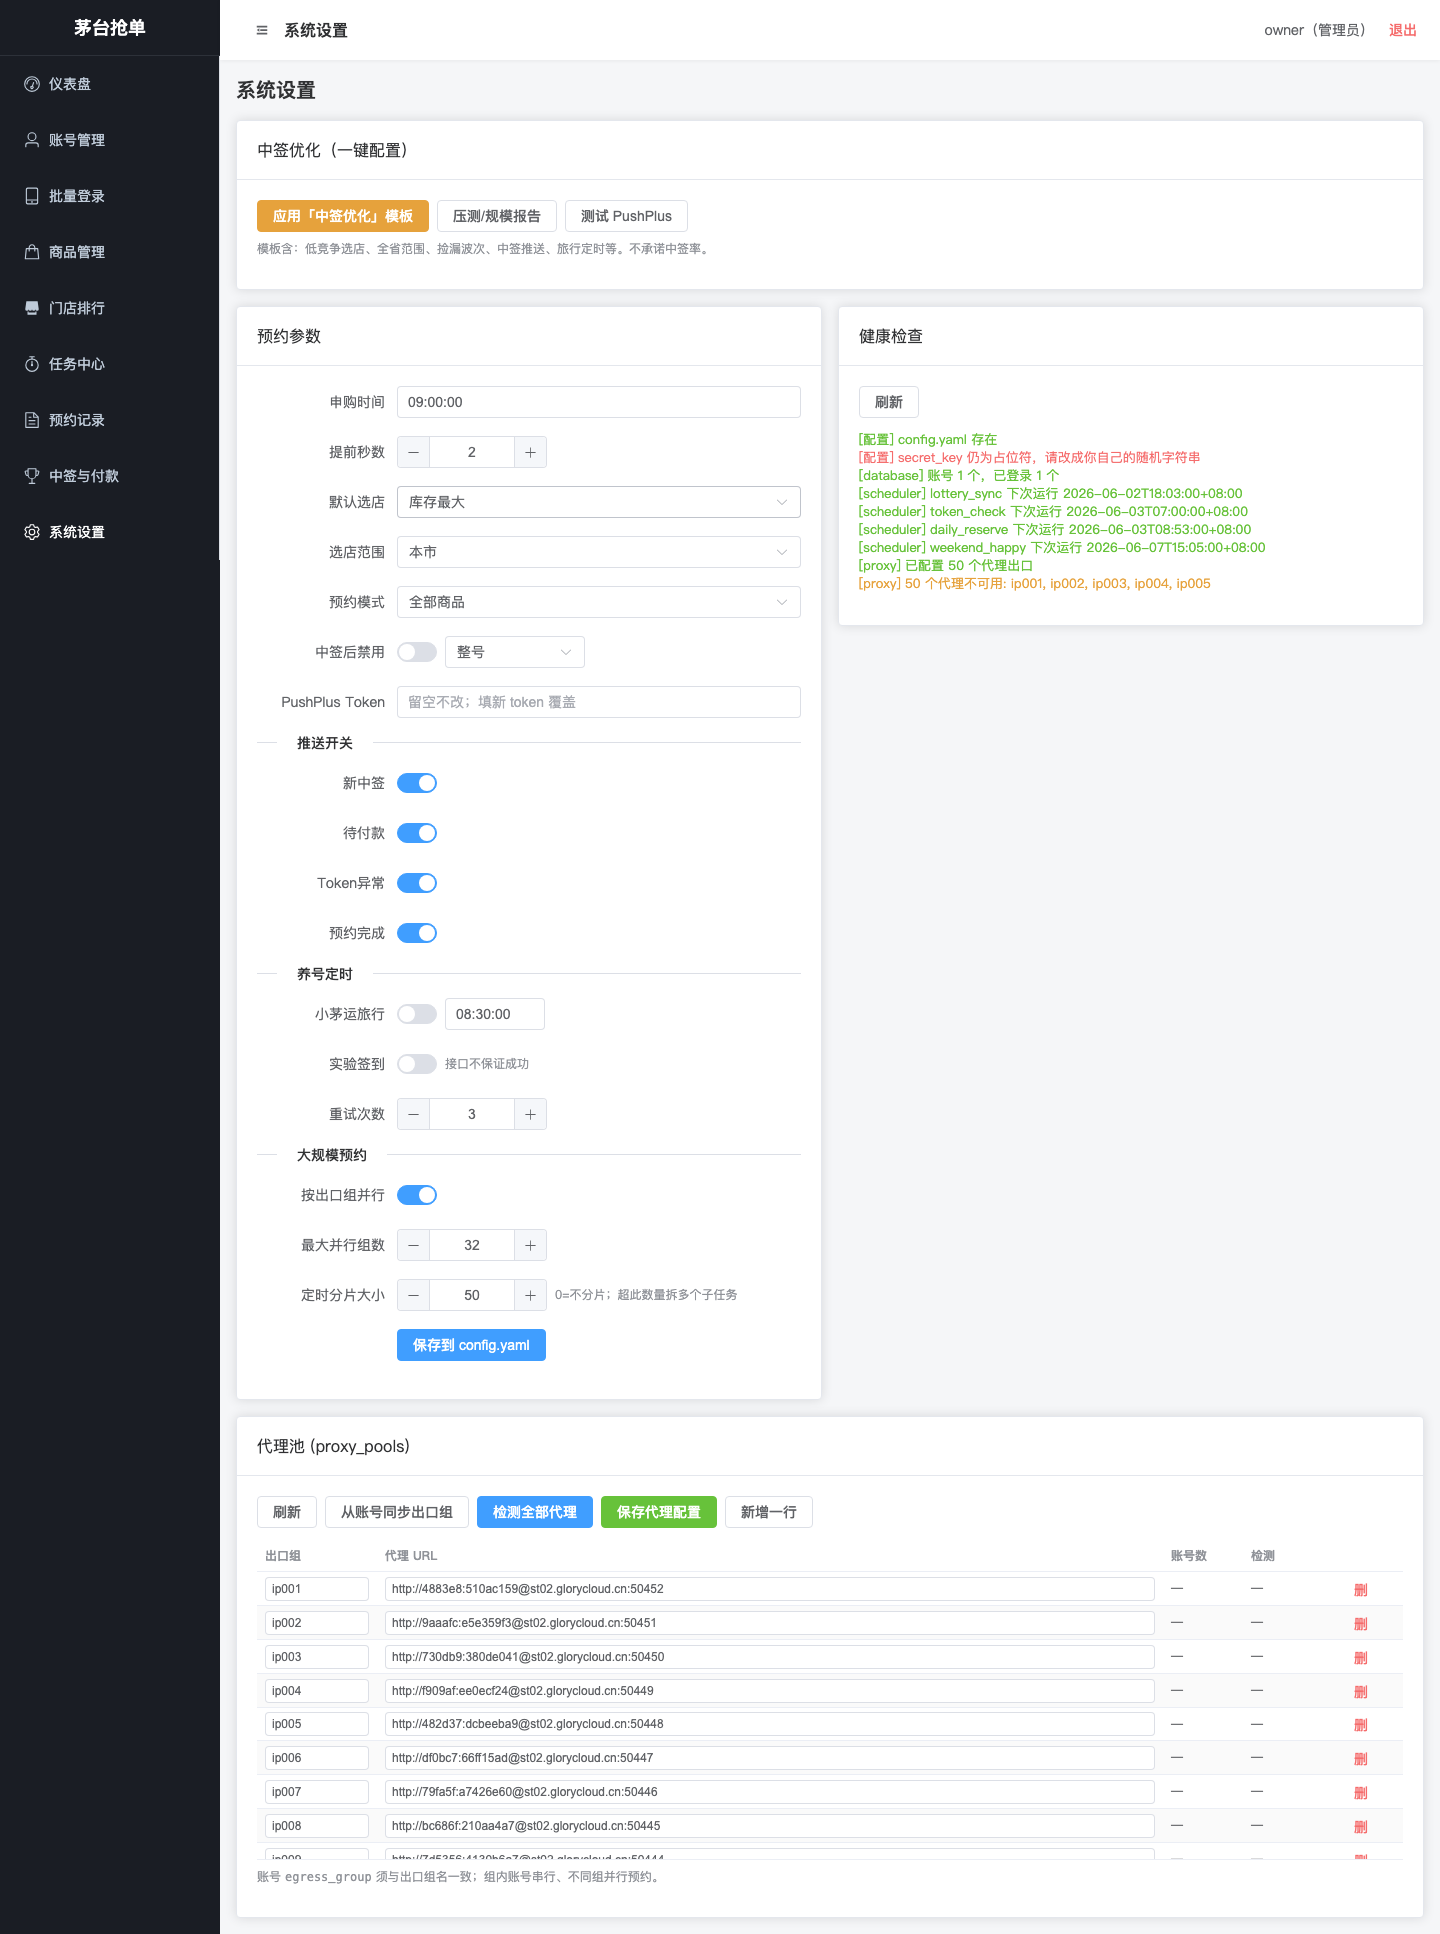 茅台抢单
系统设置
owner（管理员）
退出
仪表盘
账号管理
批量登录
商品管理
门店排行
任务中心
预约记录
中签与付款
系统设置
系统设置
中签优化（一键配置）
应用「中签优化」模板
压测/规模报告
测试 PushPlus
模板含：低竞争选店、全省范围、捡漏波次、中签推送、旅行定时等。不承诺中签率。
预约参数
申购时间
09:00:00
提前秒数
2
默认选店
库存最大
选店范围
本市
预约模式
全部商品
中签后禁用
整号
PushPlus Token
留空不改；填新 token 覆盖
推送开关
新中签
待付款
Token异常
预约完成
养号定时
小茅运旅行
08:30:00
实验签到
接口不保证成功
重试次数
3
大规模预约
按出口组并行
最大并行组数
32
定时分片大小
50
0=不分片；超此数量拆多个子任务
保存到 config.yaml
健康检查
刷新
[配置] config.yaml 存在
[配置] secret_key 仍为占位符，请改成你自己的随机字符串
[database] 账号 1 个，已登录 1 个
[scheduler] lottery_sync 下次运行 2026-06-02T18:03:00+08:00
[scheduler] token_check 下次运行 2026-06-03T07:00:00+08:00
[scheduler] daily_reserve 下次运行 2026-06-03T08:53:00+08:00
[scheduler] weekend_happy 下次运行 2026-06-07T15:05:00+08:00
[proxy] 已配置 50 个代理出口
[proxy] 50 个代理不可用: ip001, ip002, ip003, ip004, ip005
代理池 (proxy_pools)
刷新
从账号同步出口组
检测全部代理
保存代理配置
新增一行
出口组
代理 URL
账号数
检测
ip001
http://4883e8:510ac159@st02.glorycloud.cn:50452
—
—
删
ip002
http://9aaafc:e5e359f3@st02.glorycloud.cn:50451
—
—
删
ip003
http://730db9:380de041@st02.glorycloud.cn:50450
—
—
删
ip004
http://f909af:ee0ecf24@st02.glorycloud.cn:50449
—
—
删
ip005
http://482d37:dcbeeba9@st02.glorycloud.cn:50448
—
—
删
ip006
http://df0bc7:66ff15ad@st02.glorycloud.cn:50447
—
—
删
ip007
http://79fa5f:a7426e60@st02.glorycloud.cn:50446
—
—
删
ip008
http://bc686f:210aa4a7@st02.glorycloud.cn:50445
—
—
删
账号 egress_group 须与出口组名一致；组内账号串行、不同组并行预约。